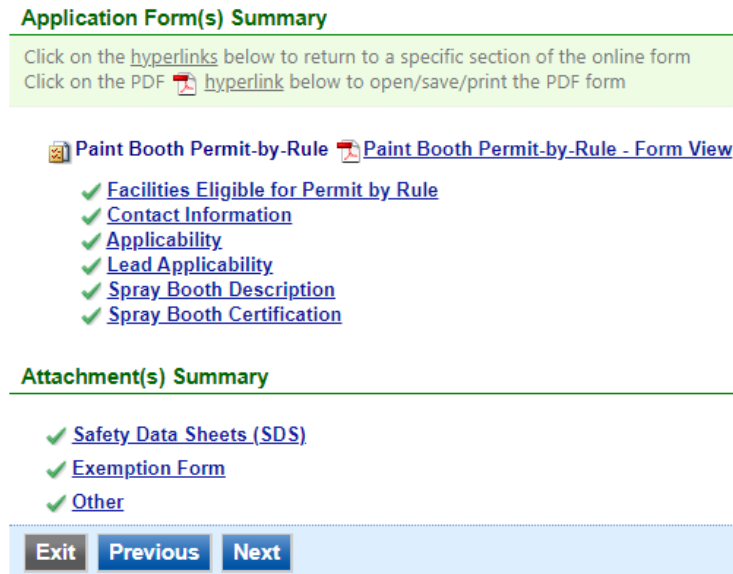 Application Form(s) Summary
Click on the hyperlinks below to return to a specific section of the online form
Click on the PDF hyperlink below to open/save/print the PDF form
Paint Booth Permit-by-Rule Paint Booth Permit-by-Rule - Form View
Facilities Eligible for Permit by Rule
Contact Information
Applicability
Lead Applicability
Spray Booth Description
Spray Booth Certification
Attachment(s) Summary
Safety Data Sheets (SDS)
Exemption Form
Other
Exit Previous Next